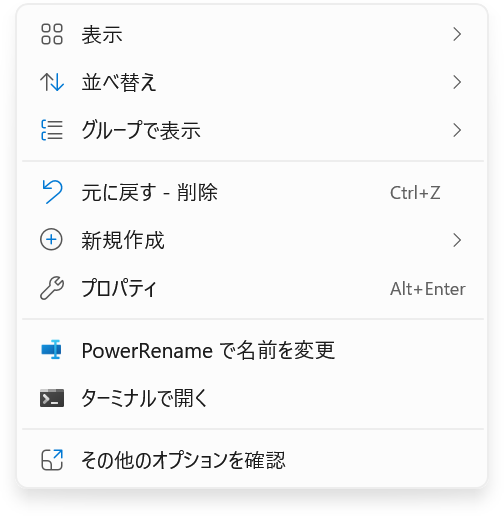 表示
並べ替え
グループで表示
元に戻す - 削除 Ctrl+Z
新規作成
プロパティ Alt+Enter
PowerRename で名前を変更
ターミナルで開く
その他のオプションを確認